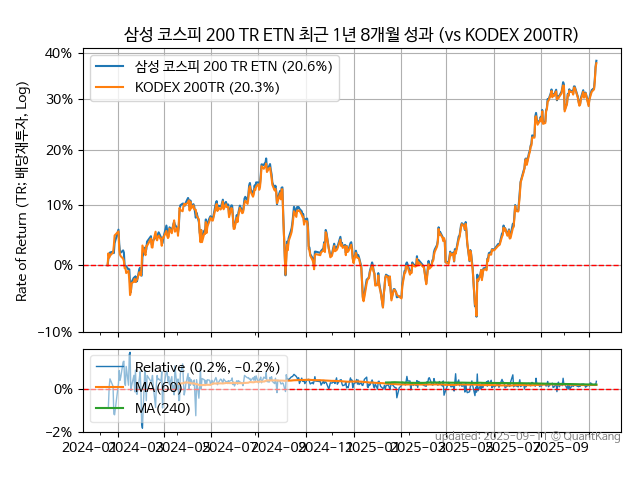 삼성 코스피 200 TR ETN 최근 1년 8개월 성과 (vs KODEX 200TR)
Rate of Return (TR; 배당재투자, Log)
40%
30%
20%
10%
0%
−10%
삼성 코스피 200 TR ETN (20.6%)
KODEX 200TR (20.3%)
0%
−2%
Relative (0.2%, −0.2%)
MA(60)
MA(240)
updated: 2025-09-11 © QuantKang
2024-01 2024-03 2024-05 2024-07 2024-09 2024-11 2025-01 2025-03 2025-05 2025-07 2025-09